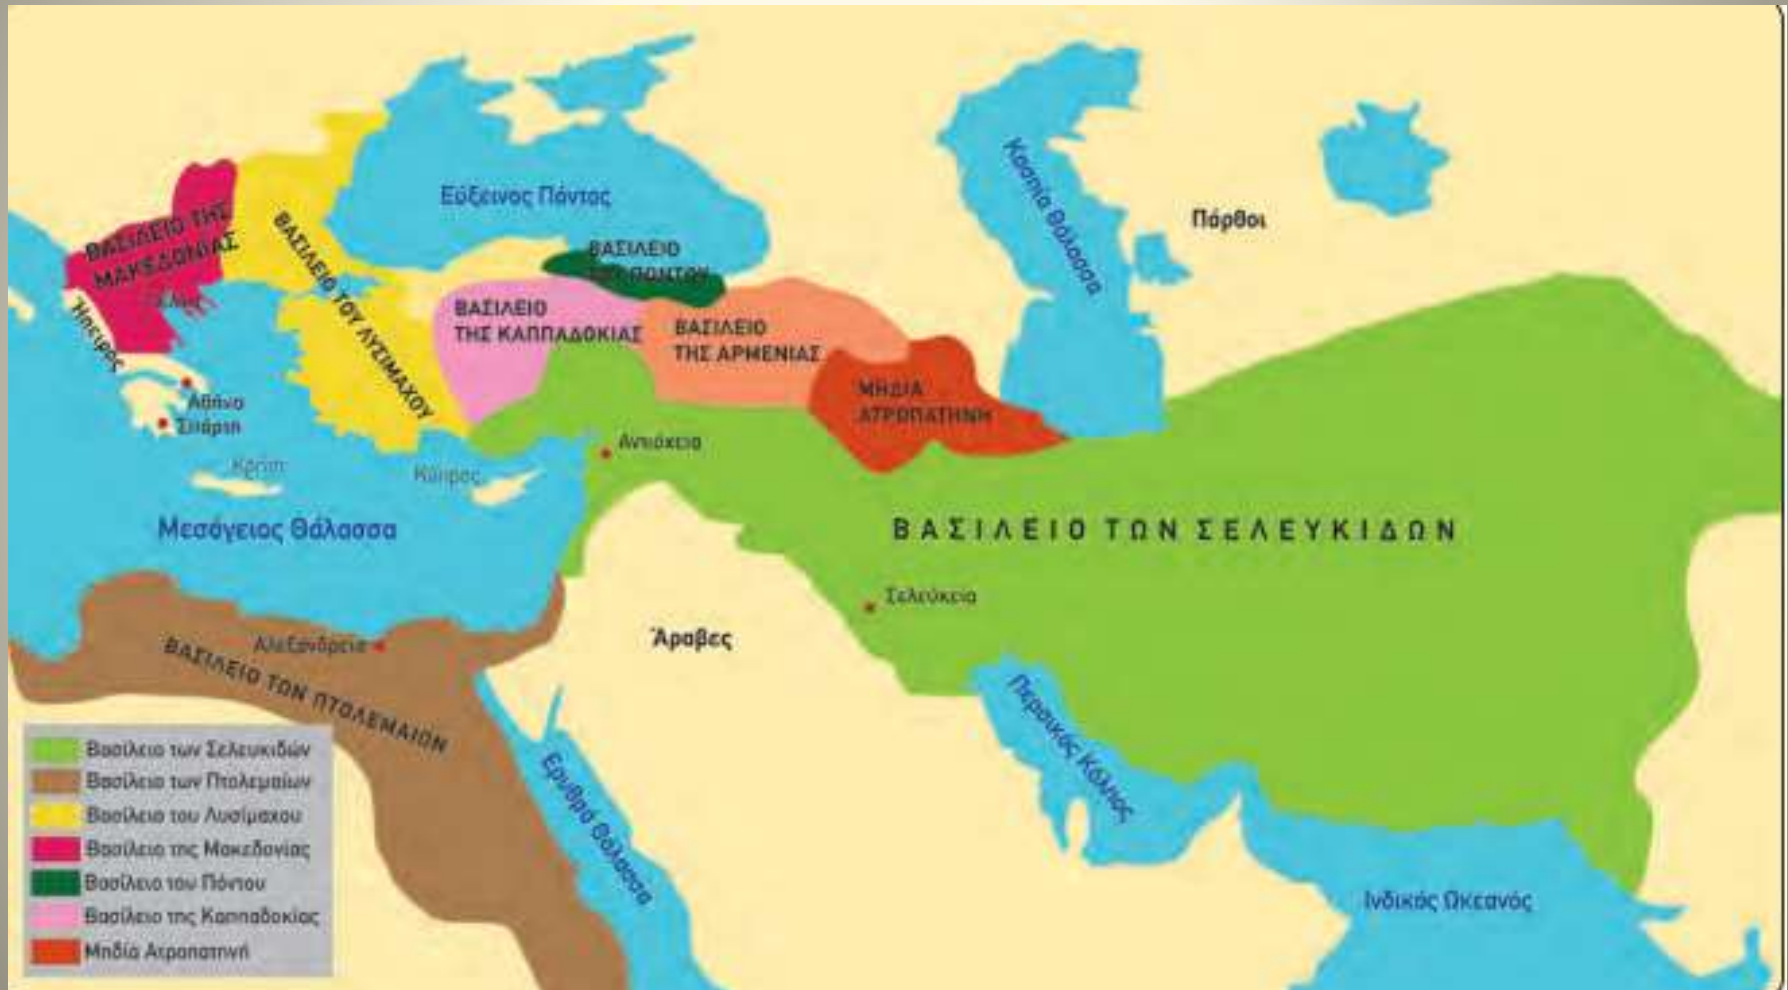 Εύξεινος Πόντος
Κασπία Θάλασσα
Πάρθοι
ΒΑΣΙΛΕΙΟ ΤΗΣ
ΜΑΚΕΔΟΝΙΑΣ
ΒΑΣΙΛΕΙΟ ΤΟΥ ΛΥΣΙΜΑΧΟΥ
ΒΑΣΙΛΕΙΟ
ΤΟΥ ΠΟΝΤΟΥ
ΒΑΣΙΛΕΙΟ
ΤΗΣ ΚΑΠΠΑΔΟΚΙΑΣ
ΒΑΣΙΛΕΙΟ
ΤΗΣ ΑΡΜΕΝΙΑΣ
ΜΗΔΙΑ
ΑΤΡΟΠΑΤΗΝΗ
Ήπειρος
Αθήνα
Σπάρτη
Κρήτη
Κύπρος
Αντιόχεια
Μεσόγειος Θάλασσα
ΒΑΣΙΛΕΙΟ ΤΩΝ ΣΕΛΕΥΚΙΔΩΝ
Σελεύκεια
Άραβες
Αλεξάνδρεια
ΒΑΣΙΛΕΙΟ ΤΩΝ ΠΤΟΛΕΜΑΙΩΝ
Ερυθρά Θάλασσα
Περσικός Κόλπος
Ινδικός Ωκεανός
Βασίλειο των Σελευκιδών
Βασίλειο των Πτολεμαίων
Βασίλειο του Λυσίμαχου
Βασίλειο της Μακεδονίας
Βασίλειο του Πόντου
Βασίλειο της Καππαδοκίας
Μηδία Ατροπατηνή